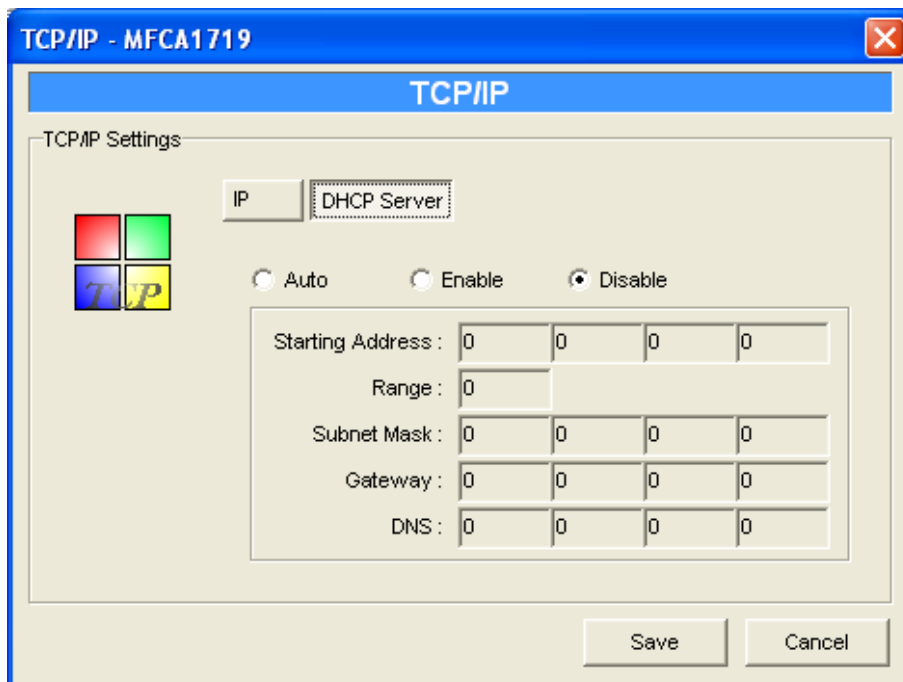 TCP/IP - MFCA1719
TCP/IP
TCP/IP Settings
IP DHCP Server
TCP
Auto Enable Disable
Starting Address : 0 0 0 0
Range : 0
Subnet Mask : 0 0 0 0
Gateway : 0 0 0 0
DNS : 0 0 0 0
Save Cancel